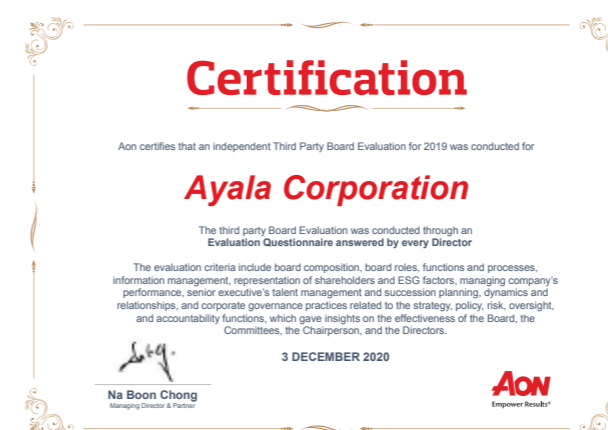 Certification
Aon certifies that an independent Third Party Board Evaluation for 2019 was conducted for
Ayala Corporation
The third party Board Evaluation was conducted through an
Evaluation Questionnaire answered by every Director
The evaluation criteria include board composition, board roles, functions and processes,
information management, representation of shareholders and ESG factors, managing company's
performance, senior executive's talent management and succession planning, dynamics and
relationships, and corporate governance practices related to the strategy, policy, risk, oversight,
and accountability functions, which gave insights on the effectiveness of the Board, the
Committees, the Chairperson, and the Directors.
3 DECEMBER 2020
Na Boon Chong
Managing Director & Partner
AON
Empower Results®